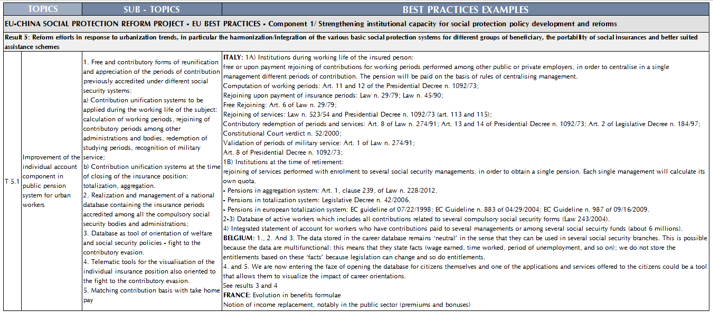 TOPICS
SUB - TOPICS
BEST PRACTICES EXAMPLES
EU-CHINA SOCIAL PROTECTION REFORM PROJECT - EU BEST PRACTICES - Component 1/ Strengthening institutional capacity for social protection policy development and reforms
Result 5: Reform efforts in response to urbanization trends, in particular the harmonization/integration of the various basic social protection systems for different groups of beneficiary, the portability of social insurances and better suited
assistance schemes
T 5.1
Improvement of the
individual account
component in
public pension
system for urban
workers
1. Free and contributory forms of reunification
and appreciation of the periods of contribution
previously accredited under different social
security systems:
a) Contribution unification systems to be
applied during the working life of the subject:
calculation of working periods, rejoining of
contributory periods among other
administrations and bodies, redemption of
studying periods, recognition of military
service;
b) Contribution unification systems at the time
of closing of the insurance position:
totalization, aggregation.
2. Realization and management of a national
database containing the insurance periods
accredited among all the compulsory social
security bodies and administrations;
3. Database as tool of orientation of welfare
and social security policies - fight to the
contributory evasion.
4. Telematic tools for the visualisation of the
individual insurance position also oriented to
the fight to the contributory evasion.
5. Matching contribution basis with take home
pay
ITALY: 1A) Institutions during working life of the insured person:
free or upon payment rejoining of contributions for working periods performed among other public or private employers, in order to centralise in a single
management different periods of contribution. The pension will be paid on the basis of rules of centralising management.
Computation of working periods: Art. 11 and 12 of the Presidential Decree n. 1092/73;
Rejoining upon payment of insurance periods: Law n. 29/79; Law n. 45/90;
Free Rejoining: Art. 6 of Law n. 29/79;
Rejoining of services: Law n. 523/54 and Presidential Decree n. 1092/73 (art. 113 and 115);
Contributory redemption of periods and services: Art. 8 of Law n. 274/91; Art. 13 and 14 of Presidential Decree n. 1092/73; Art. 2 of Legislative Decree n. 184/97;
Constitutional Court verdict n. 52/2000;
Validation of periods of military service: Art. 1 of Law n. 274/91;
Art. 8 of Presidential Decree n. 1092/73;
1B) Institutions at the time of retirement:
rejoining of services performed with enrolment to several social security managements, in order to obtain a single pension. Each single management will calculate its
own quota.
- Pensions in aggregation system: Art. 1, clause 239, of Law n. 228/2012.
- Pensions in totalization system: Legislative Decree n. 42/2006.
- Pensions in european totalization system: EC guideline of 07/22/1998; EC Guideline n. 883 of 04/29/2004; EC Guideline n. 987 of 09/16/2009.
2-3) Database of active workers which includes all contributions related to several compulsory social security forms (Law 243/2004).
4) Integrated statement of account for workers who have contributions paid to several managements or among several social security funds (about 6 millions).
BELGIUM: 1., 2. And 3. The data stored in the career database remains 'neutral' in the sense that they can be used in several social security branches. This is possible
because the data are multifunctional: this means that they state facts (wage earned, time worked, period of unemployment, and so on); we do not store the
entitlements based on these 'facts' because legislation can change and so do entitlements.
4. and 5. We are now entering the faze of opening the database for citizens themselves and one of the applications and services offered to the citizens could be a tool
that allows them to visualize the impact of career orientations.
See results 3 and 4
FRANCE: Evolution in benefits formulae
Notion of income replacement, notably in the public sector (premiums and bonuses)